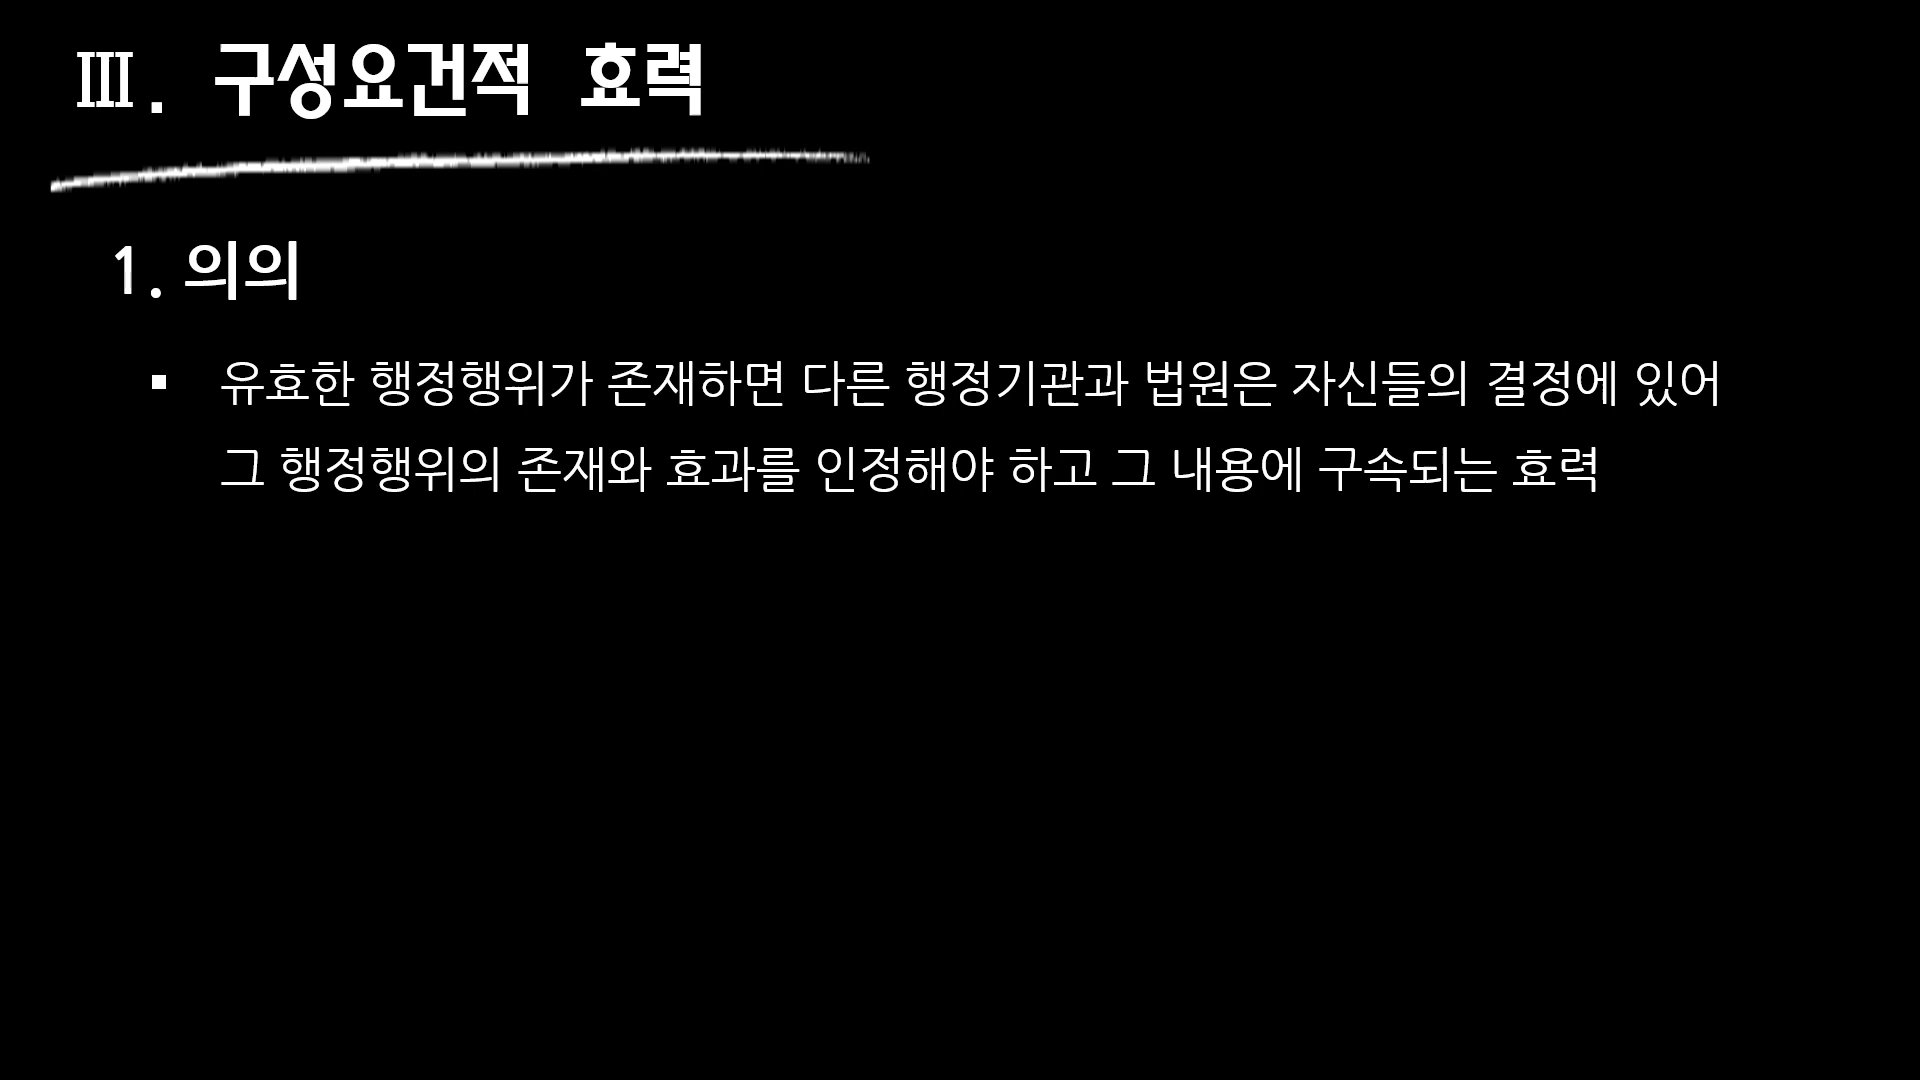 Ⅲ. 구성요건적 효력
1. 의의
▪ 유효한 행정행위가 존재하면 다른 행정기관과 법원은 자신들의 결정에 있어
그 행정행위의 존재와 효과를 인정해야 하고 그 내용에 구속되는 효력